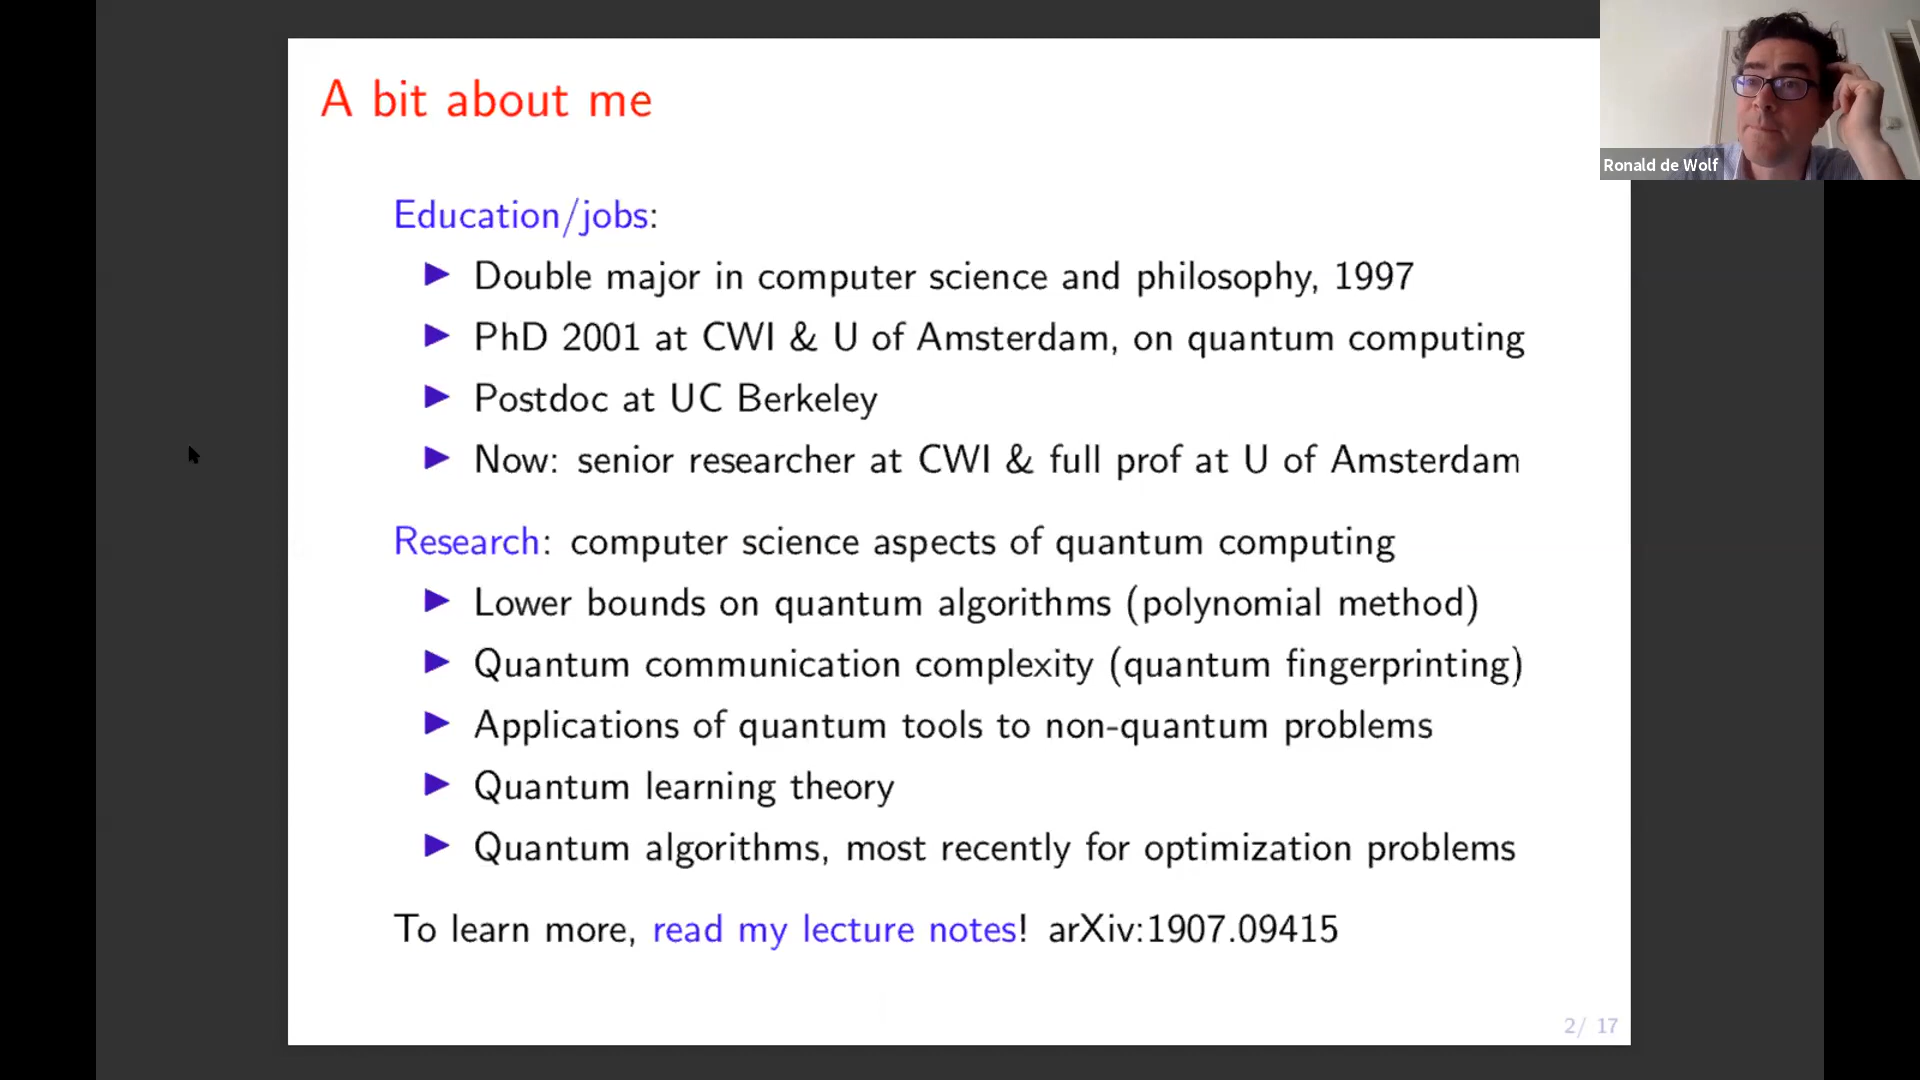 A bit about me
Ronald de Wolf
Education/jobs:
▶ Double major in computer science and philosophy, 1997
▶ PhD 2001 at CWI & U of Amsterdam, on quantum computing
▶ Postdoc at UC Berkeley
▶ Now: senior researcher at CWI & full prof at U of Amsterdam
Research: computer science aspects of quantum computing
▶ Lower bounds on quantum algorithms (polynomial method)
▶ Quantum communication complexity (quantum fingerprinting)
▶ Applications of quantum tools to non-quantum problems
▶ Quantum learning theory
▶ Quantum algorithms, most recently for optimization problems
To learn more, read my lecture notes! arXiv:1907.09415
2/ 17